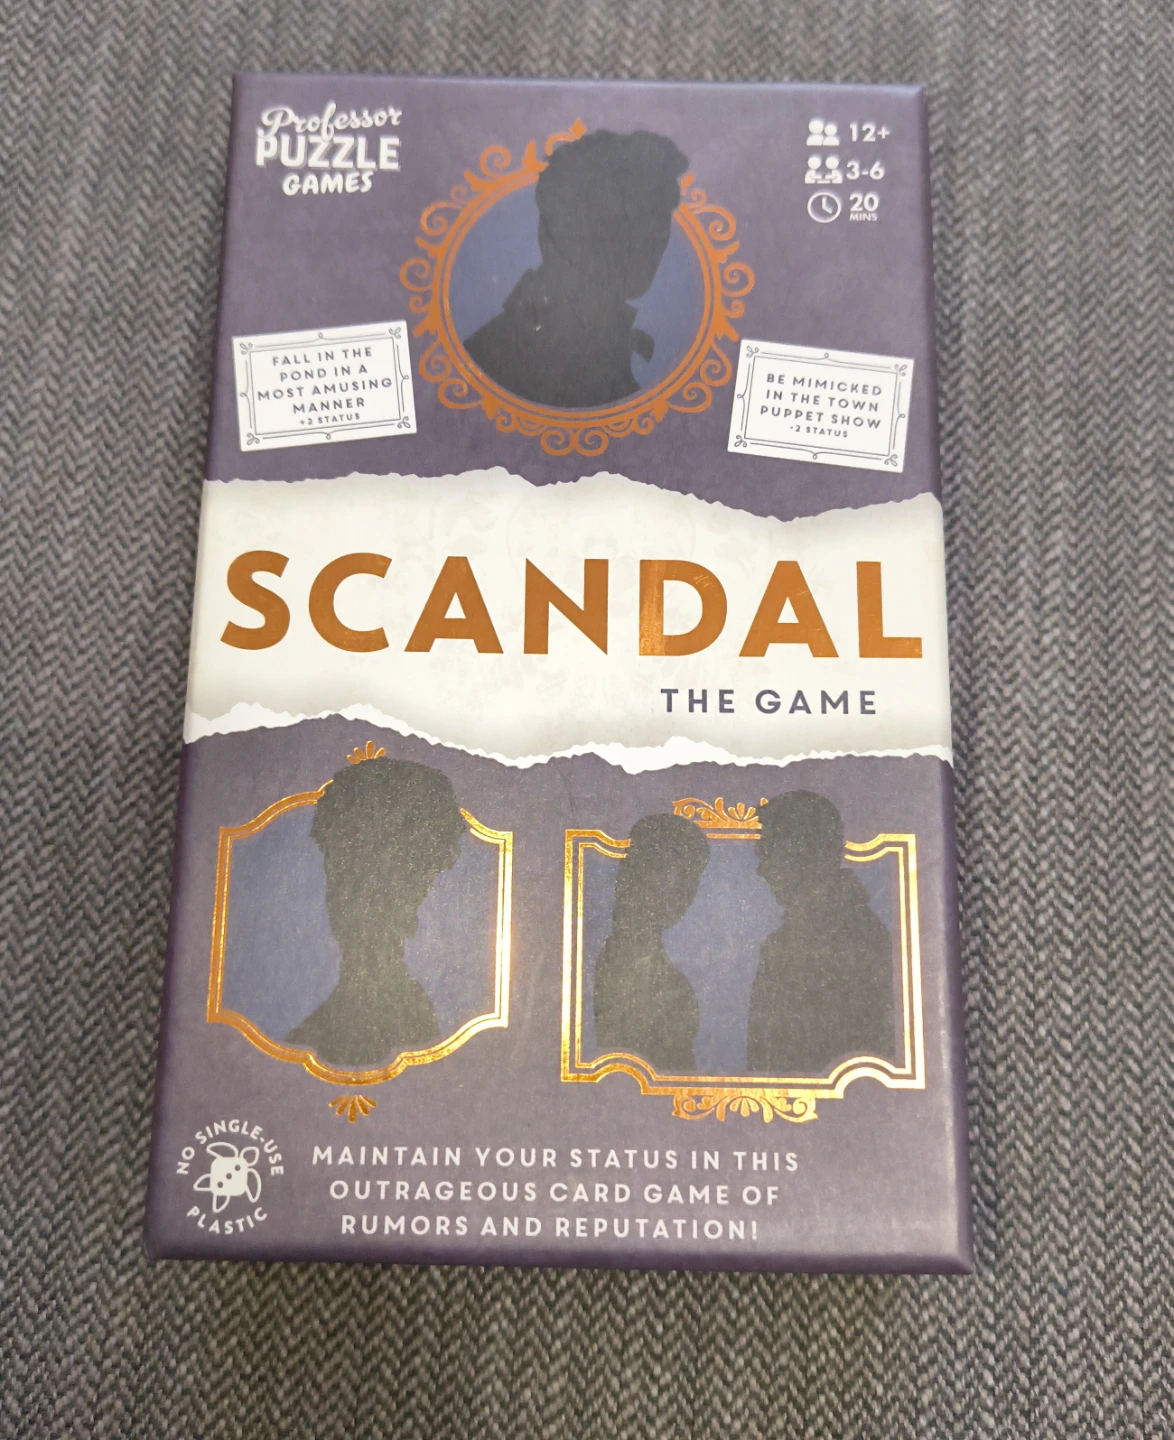 Professor
PUZZLE
GAMES
12+
3-6
20
MINS
FALL IN THE
POND IN A
MOST AMUSING
MANNER
+2 STATUS
BE MIMICKED
IN THE TOWN
PUPPET SHOW
-2 STATUS
SCANDAL
THE GAME
NO SINGLE-USE
PLASTIC
MAINTAIN YOUR STATUS IN THIS
OUTRAGEOUS CARD GAME OF
RUMORS AND REPUTATION!